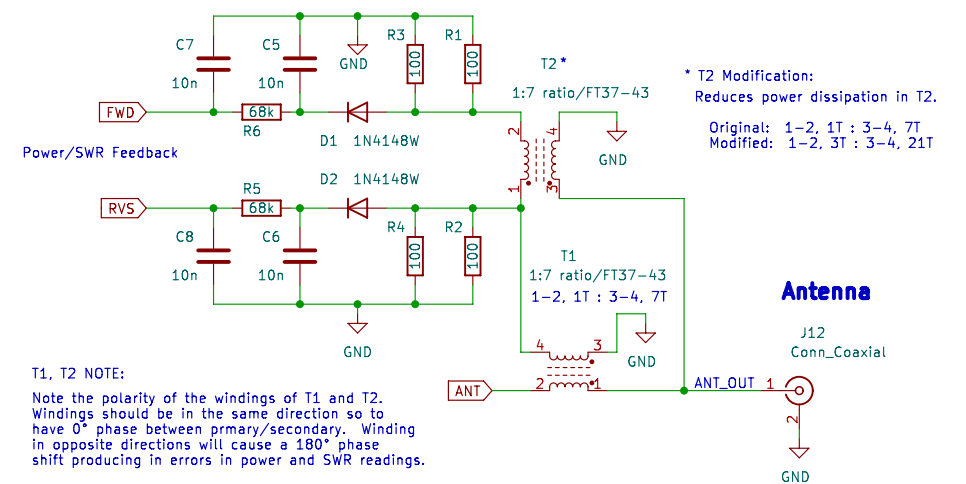 C7
10n
C5
10n
GND
R3
100
R1
100
T2*
1:7 ratio/FT37-43
* T2 Modification:
Reduces power dissipation in T2.
Original: 1-2, 1T : 3-4, 7T
Modified: 1-2, 3T : 3-4, 21T
FWD
68k
R6
D1 1N4148W
2
4
GND
Power/SWR Feedback
D2 1N4148W
1
3
R5
68k
RVS
C8
10n
C6
10n
R4
100
R2
100
T1
1:7 ratio/FT37-43
1-2, 1T : 3-4, 7T
Antenna
GND
4
3
GND
J12
Conn_Coaxial
ANT
2
1
ANT_OUT
1
2
GND
T1, T2 NOTE:
Note the polarity of the windings of T1 and T2.
Windings should be in the same direction so to
have 0° phase between prmary/secondary. Winding
in opposite directions will cause a 180° phase
shift producing in errors in power and SWR readings.